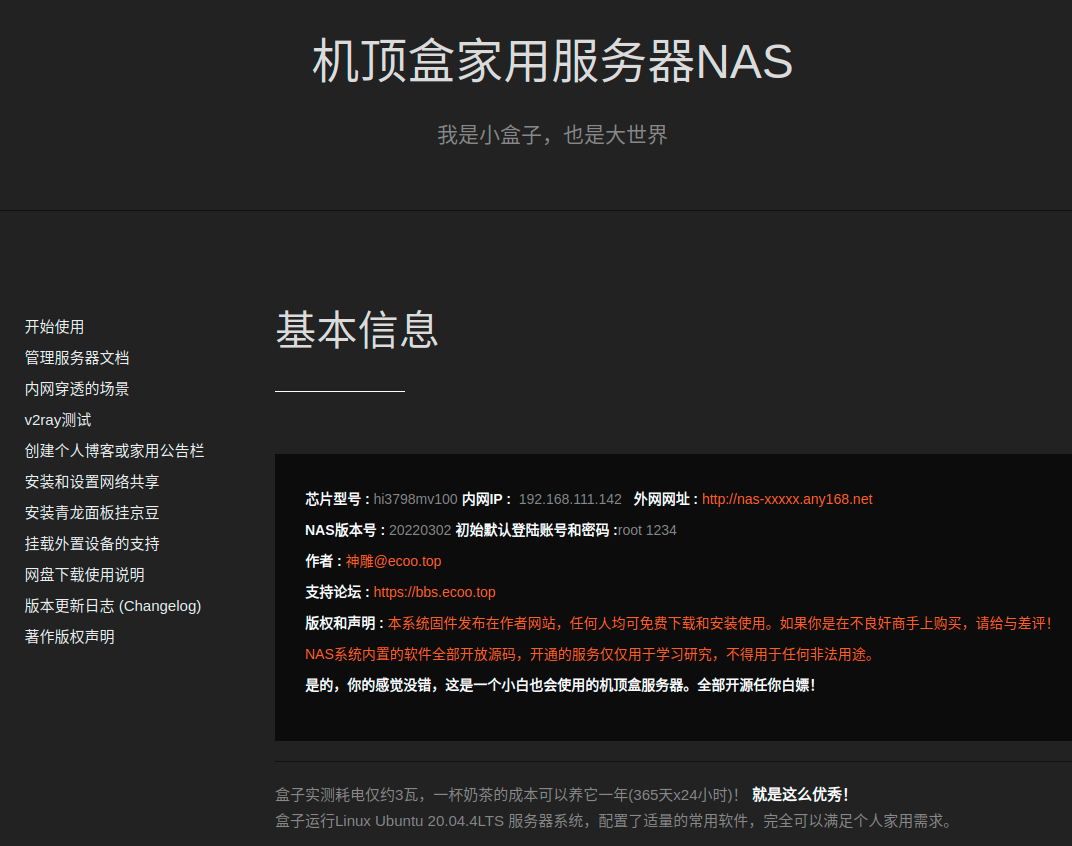 机顶盒家用服务器NAS
我是小盒子，也是大世界
开始使用
管理服务器文档
内网穿透的场景
v2ray测试
创建个人博客或家用公告栏
安装和设置网络共享
安装青龙面板挂京豆
挂载外置设备的支持
网盘下载使用说明
版本更新日志 (Changelog)
著作版权声明
基本信息
芯片型号 : hi3798mv100 内网IP : 192.168.111.142 外网网址 : http://nas-xxxxx.any168.net
NAS版本号 : 20220302 初始默认登陆账号和密码 :root 1234
作者 : 神雕@ecoo.top
支持论坛 : https://bbs.ecoo.top
版权和声明 : 本系统固件发布在作者网站，任何人均可免费下载和安装使用。如果你是在不良奸商手上购买，请给与差评！
NAS系统内置的软件全部开放源码，开通的服务仅仅用于学习研究，不得用于任何非法用途。
是的，你的感觉没错，这是一个小白也会使用的机顶盒服务器。全部开源任你白嫖！
盒子实测耗电仅约3瓦，一杯奶茶的成本可以养它一年(365天x24小时)！ 就是这么优秀！
盒子运行Linux Ubuntu 20.04.4LTS 服务器系统，配置了适量的常用软件，完全可以满足个人家用需求。